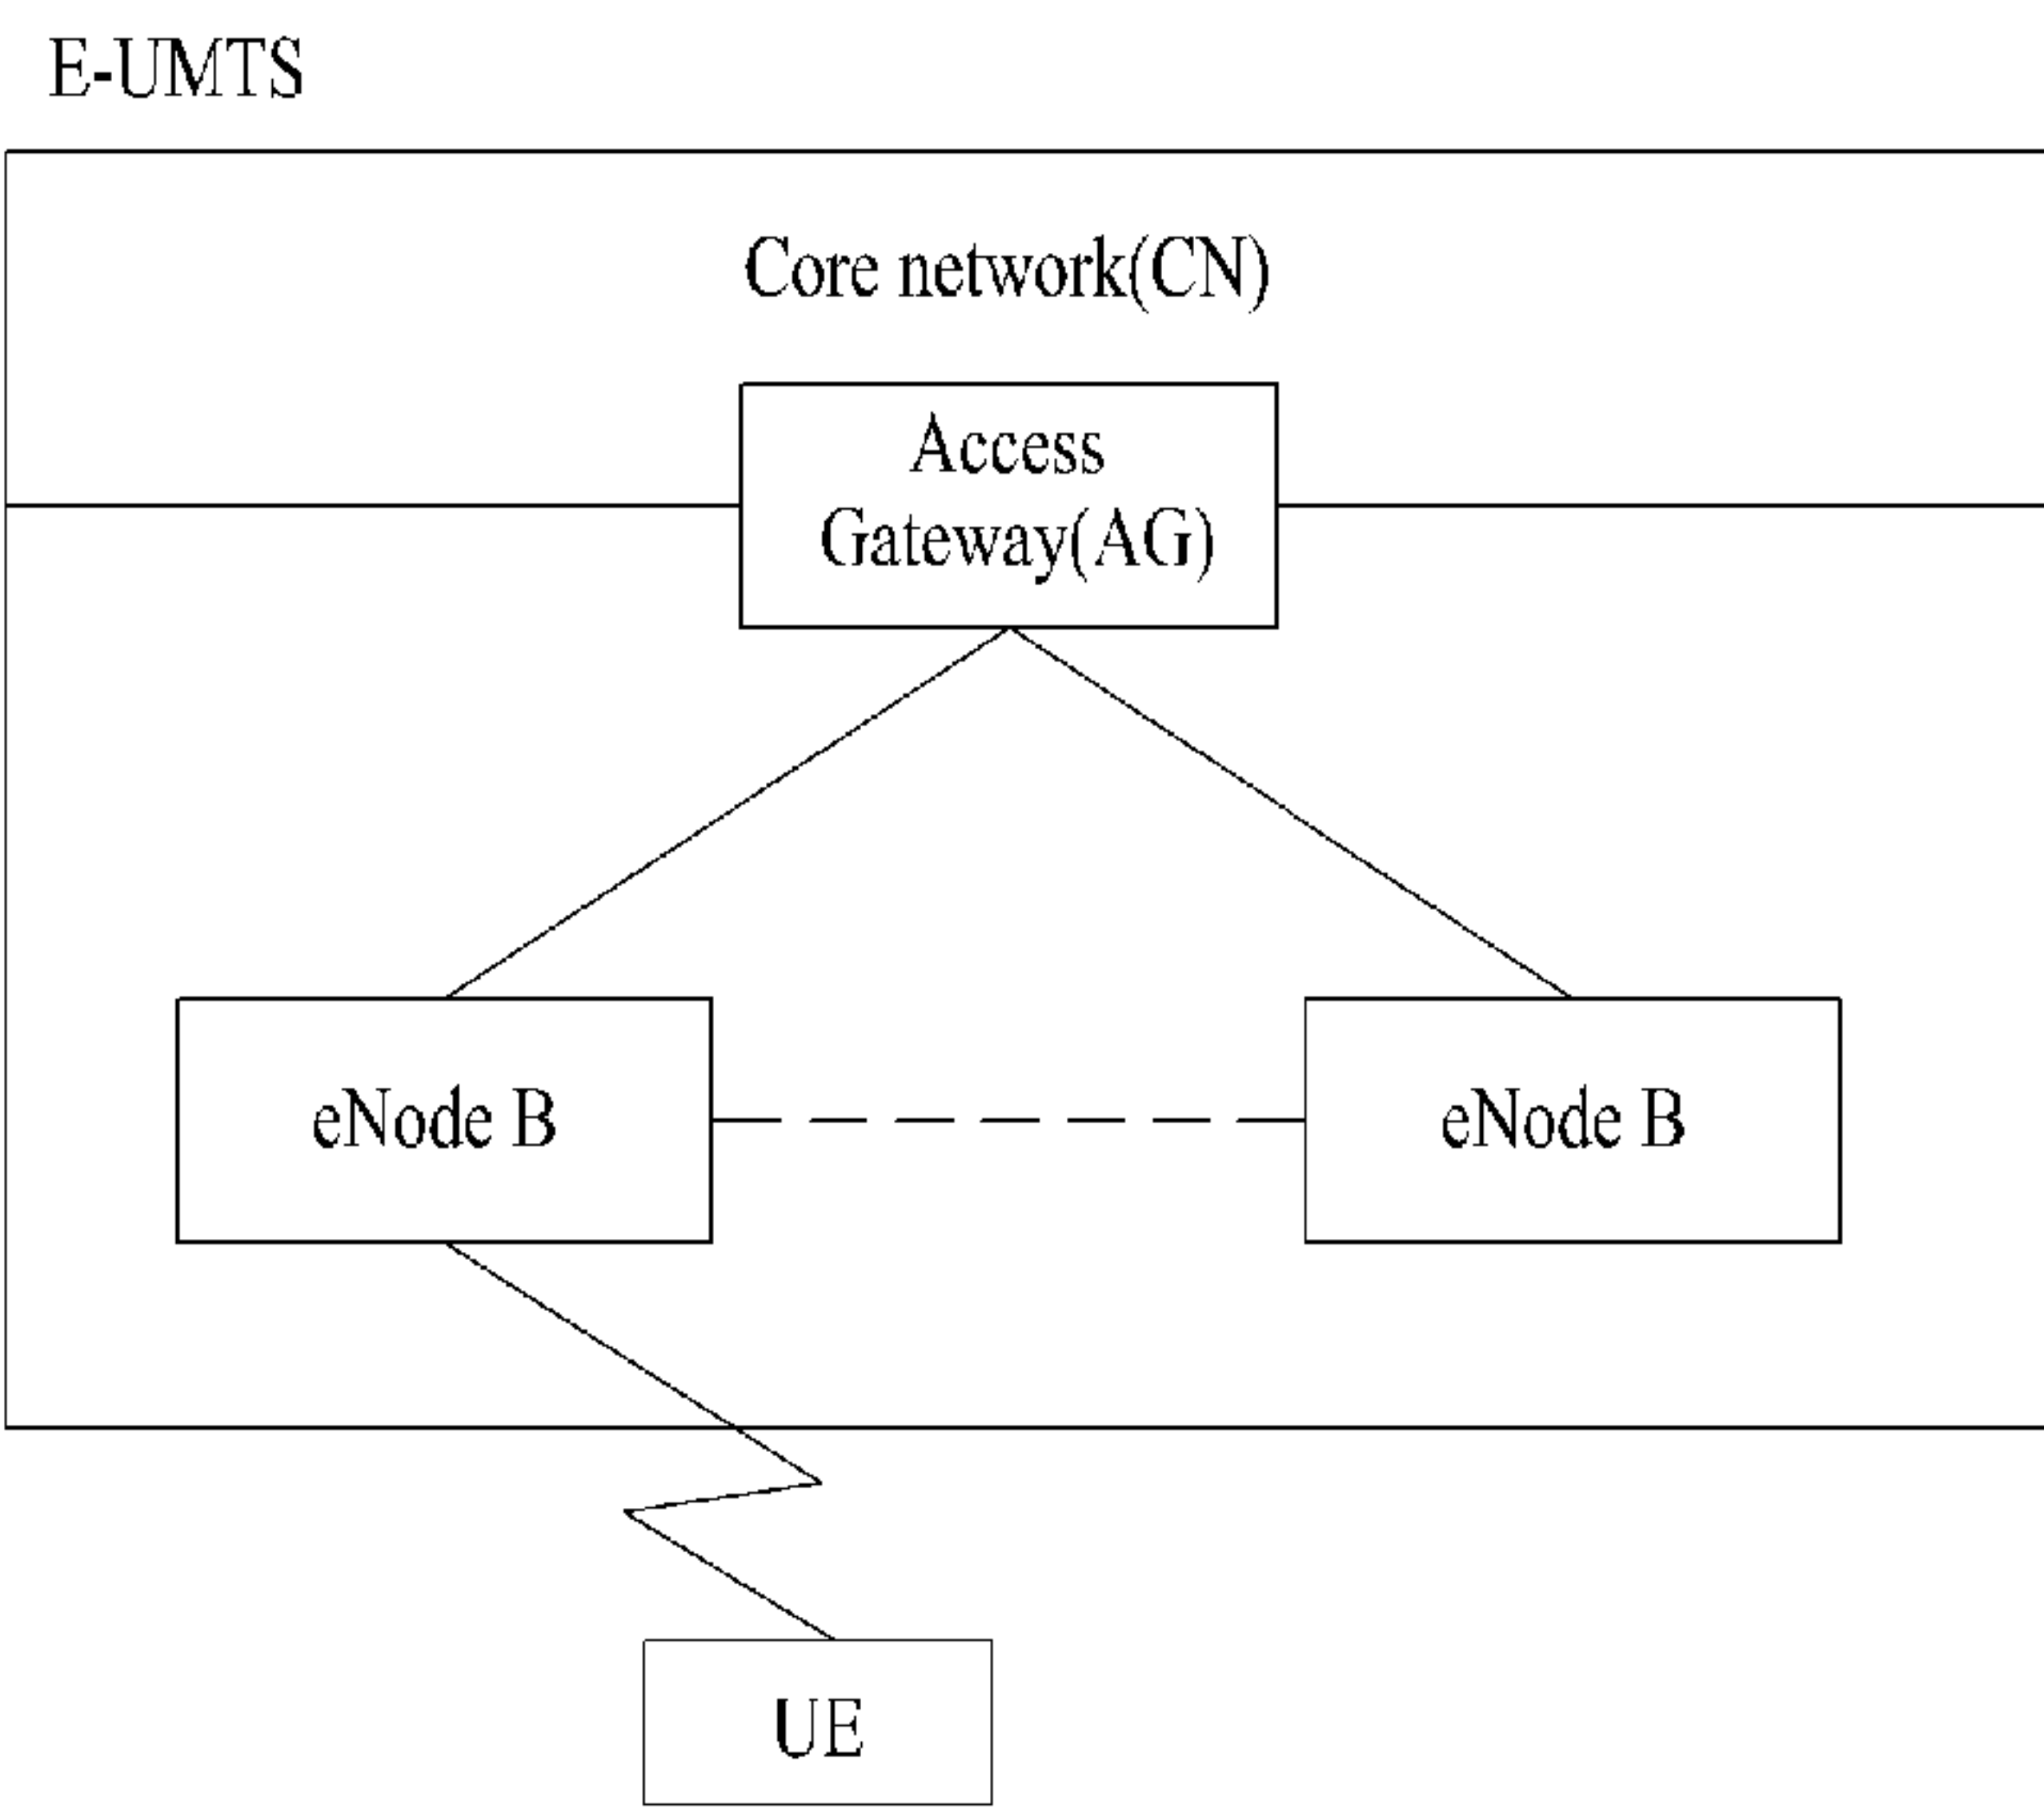 E-UMTS
Core network(CN)
Access
Gateway(AG)
eNode B
eNode B
UE